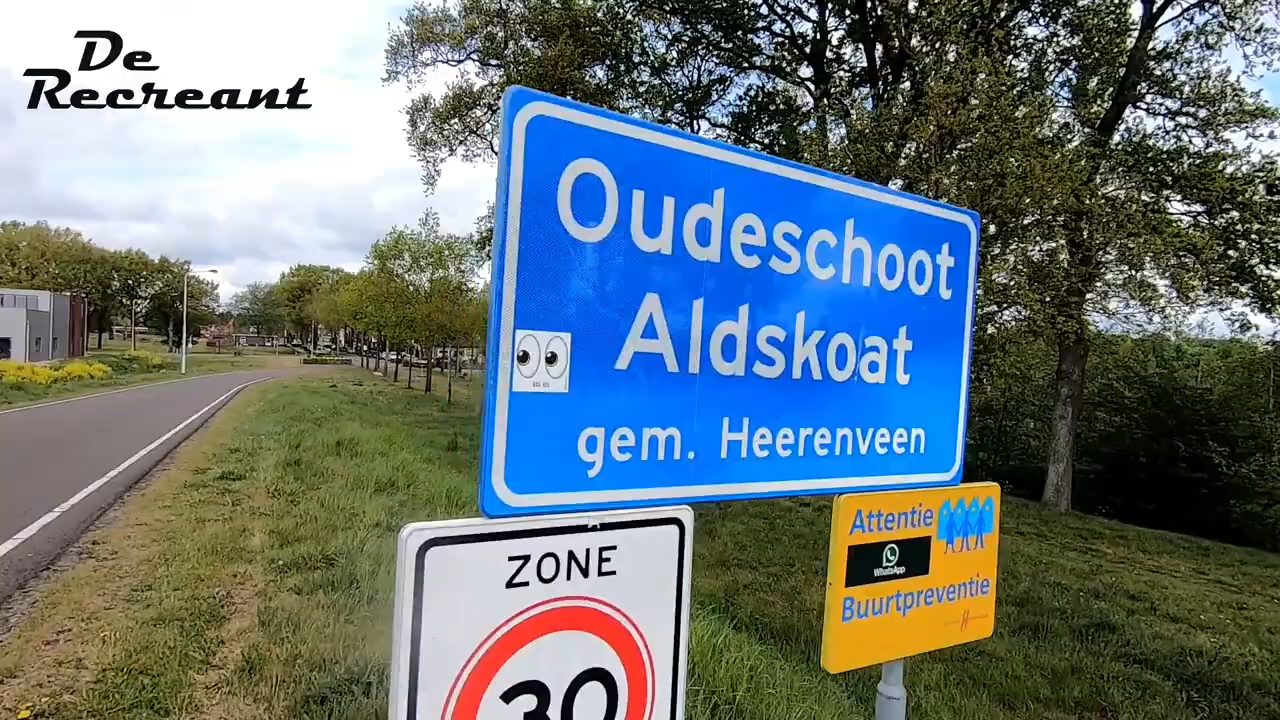 De
Recreant
Oudeschoot
Aldskoat
gem. Heerenveen
ZONE
30
Attentie
WhatsApp
Buurtpreventie